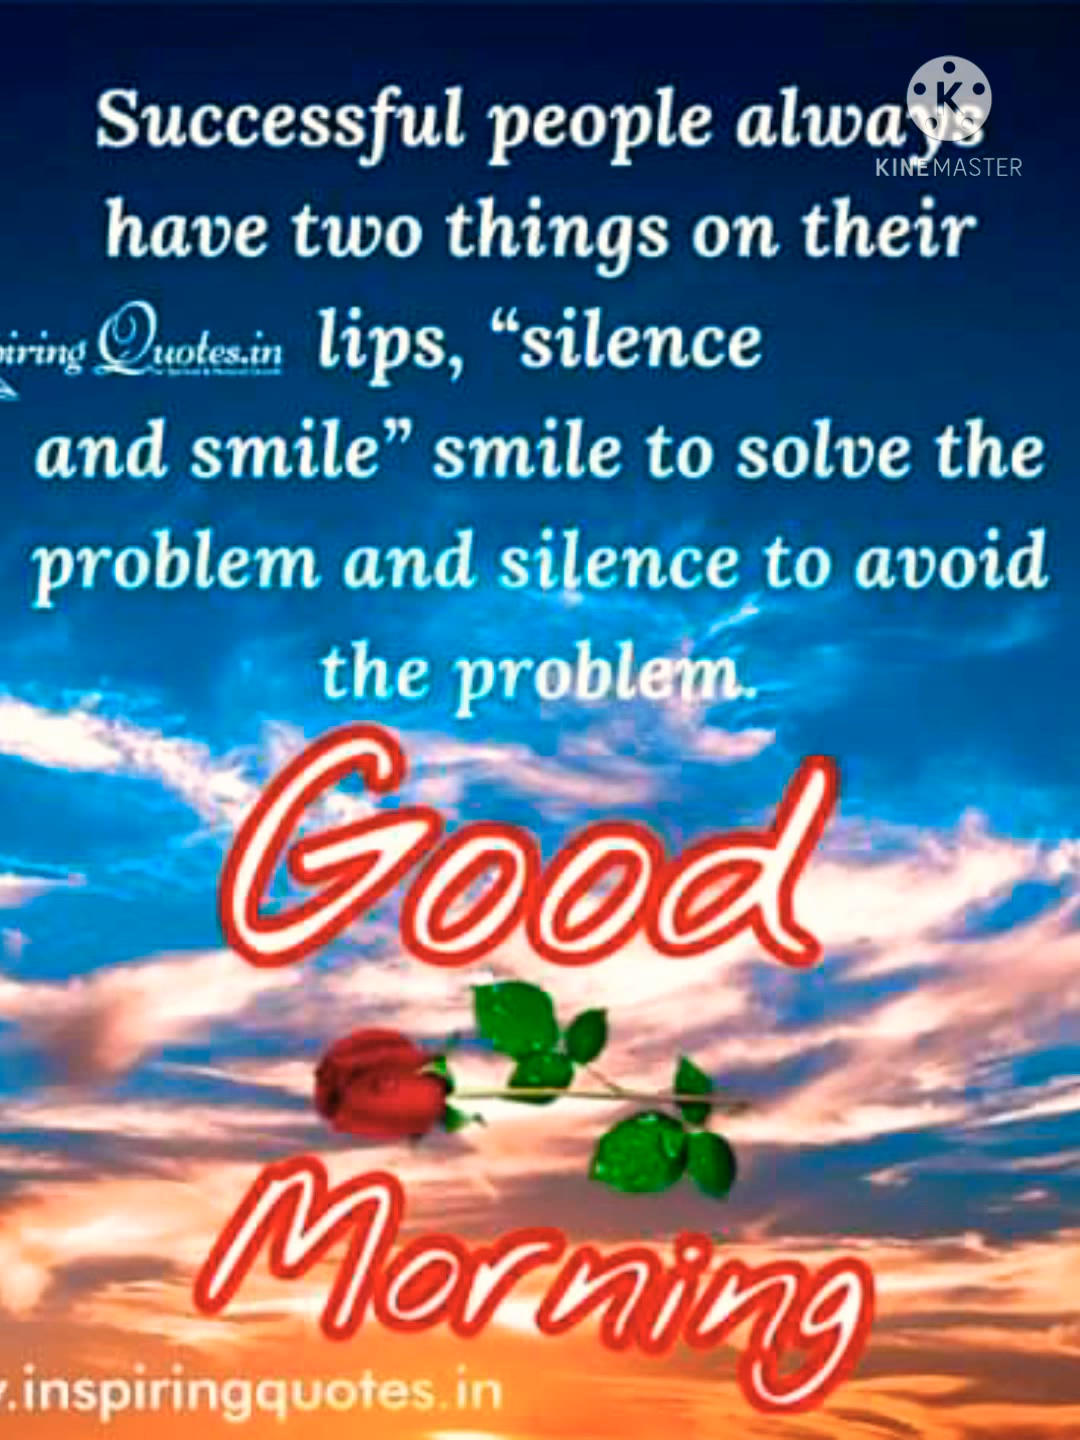 Successful people always
KINEMASTER
have two things on their
Quotes.in
lips, “silence
and smile” smile to solve the
problem and silence to avoid
the problem.
Good
Morning
.inspiringquotes.in